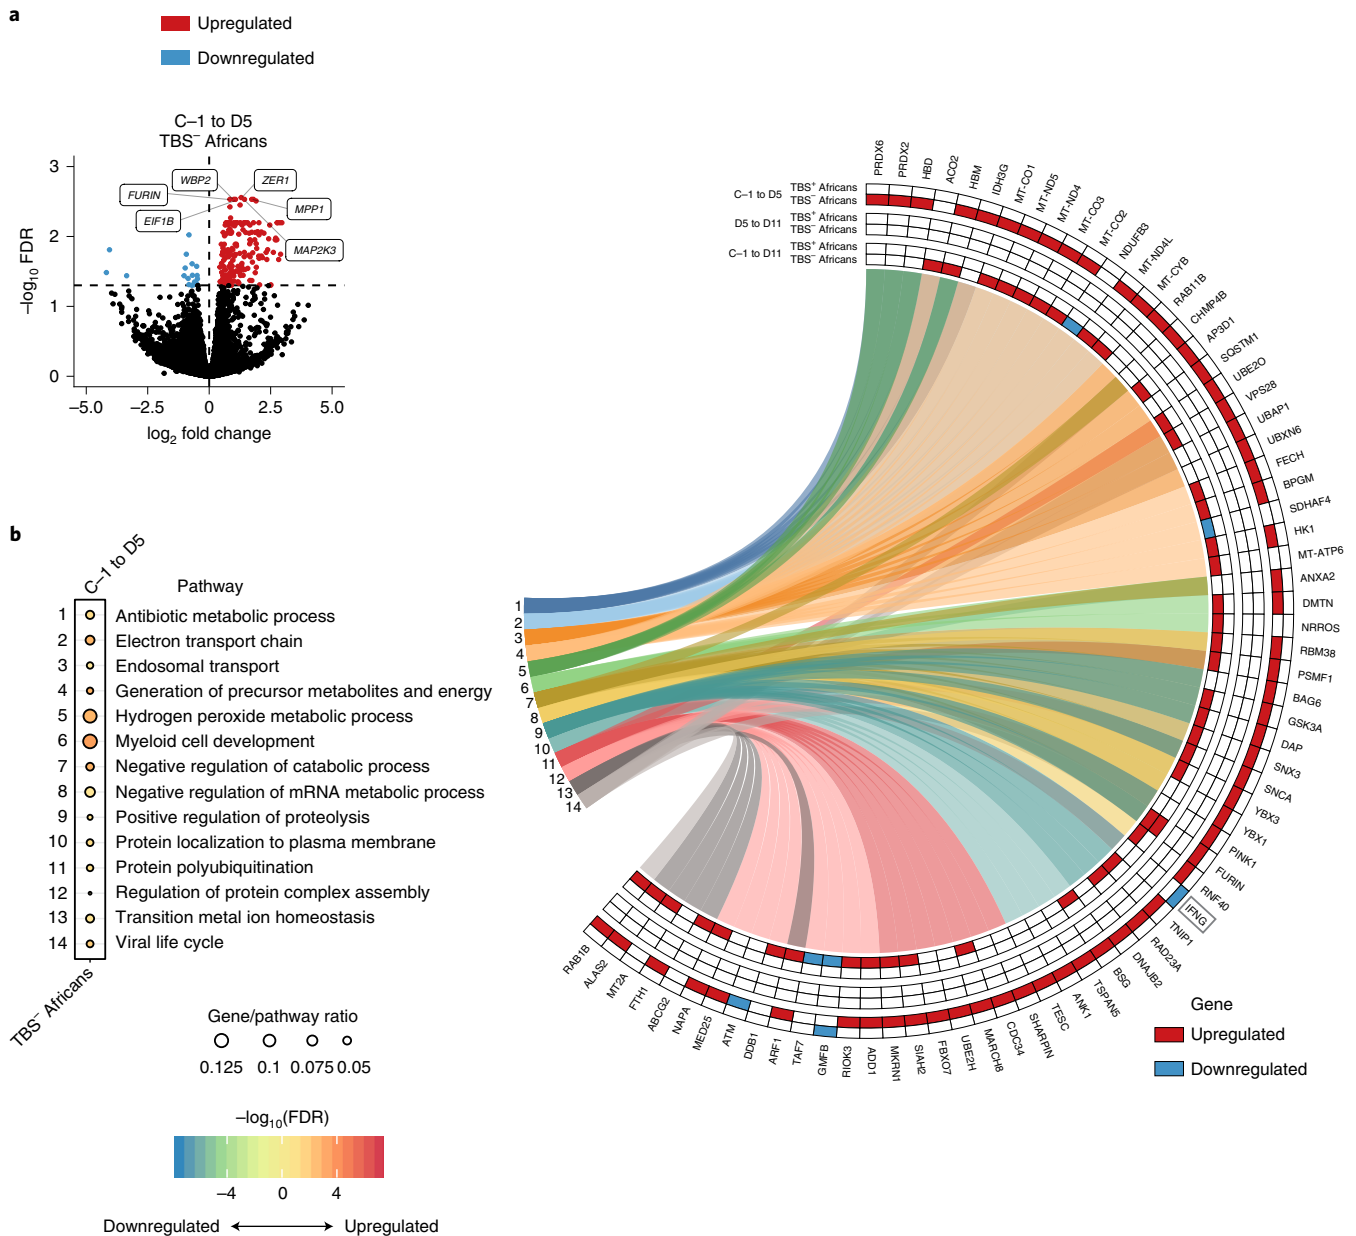 a
Upregulated
Downregulated
C–1 to D5
TBS⁻ Africans
3
2
1
0
–log₁₀ FDR
WBP2
ZER1
FURIN
MPP1
EIF1B
MAP2K3
–5.0 –2.5 0 2.5 5.0
log₂ fold change
b
C–1 to D5
Pathway
1 Antibiotic metabolic process
2 Electron transport chain
3 Endosomal transport
4 Generation of precursor metabolites and energy
5 Hydrogen peroxide metabolic process
6 Myeloid cell development
7 Negative regulation of catabolic process
8 Negative regulation of mRNA metabolic process
9 Positive regulation of proteolysis
10 Protein localization to plasma membrane
11 Protein polyubiquitination
12 Regulation of protein complex assembly
13 Transition metal ion homeostasis
14 Viral life cycle
TBS⁻ Africans
Gene/pathway ratio
0.125 0.1 0.075 0.05
–log₁₀(FDR)
–4 0 4
Downregulated Upregulated
C–1 to D5
TBS⁺ Africans
TBS⁻ Africans
D5 to D11
TBS⁺ Africans
TBS⁻ Africans
C–1 to D11
TBS⁺ Africans
TBS⁻ Africans
PRDX6
PRDX2
HBD
ACO2
HBM
IDH3G
MT-CO1
MT-ND5
MT-ND4
MT-CO3
MT-CO2
NDUFB3
MT-ND4L
MT-CYB
RAB11B
CHMP4B
AP3D1
SQSTM1
UBE2O
VPS28
UBAP1
UBXN6
FECH
BPGM
SDHAF4
HK1
MT-ATP6
ANXA2
DMTN
NRROS
RBM38
PSMF1
BAG6
GSK3A
DAP
SNX3
SNCA
YBX3
YBX1
PINK1
FURIN
RNF40
IFNG
TNIP1
RAD23A
DNAJB2
BSG
TSPAN5
ANK1
TESC
SHARPIN
CDC34
MARCH8
UBE2H
FBXO7
SIAH2
MKRN1
ADD1
RIOK3
GMFB
TAF7
ARF1
DDB1
ATM
MED25
NAPA
ABCG2
FTH1
MT2A
ALAS2
RAB1B
1
2
3
4
5
6
7
8
9
10
11
12
13
14
Gene
Upregulated
Downregulated